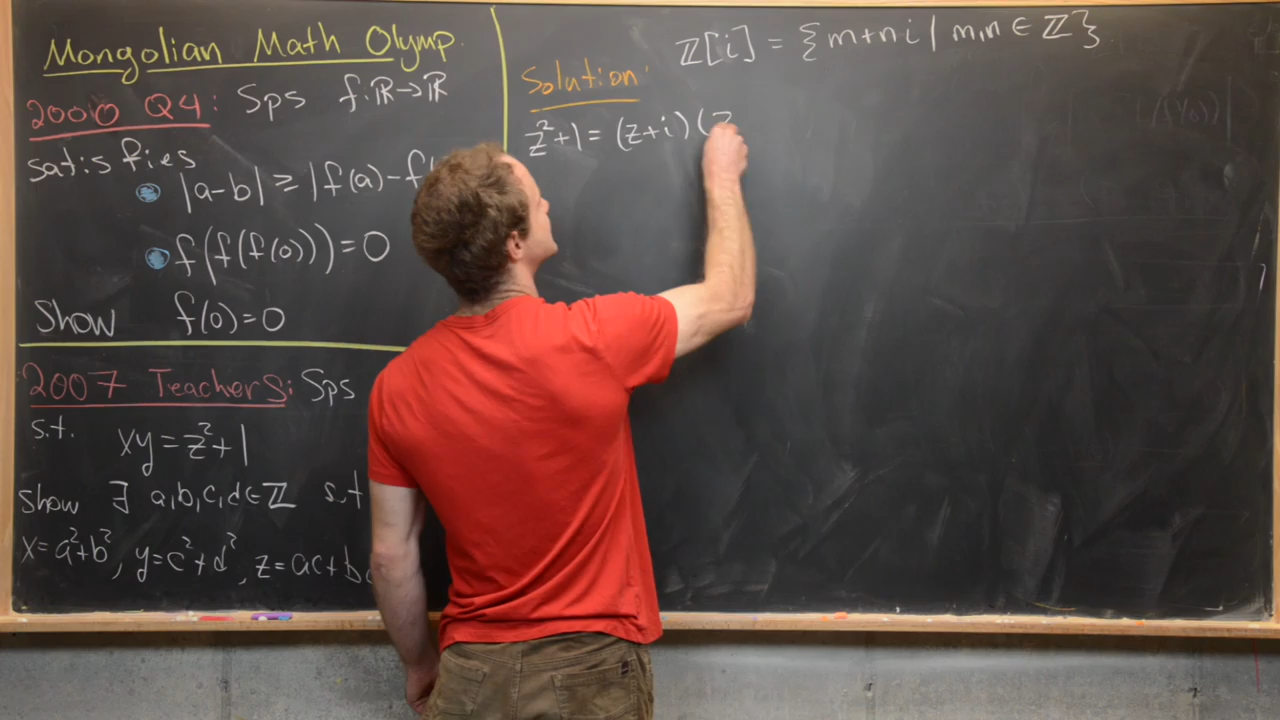 Mongolian Math Olymp.
2000 Q4: Sps f:ℝ→ℝ
satisfies
|a-b| ≥ |f(a)-f
f(f(f(0)))=0
Show f(0)=0
2007 Teachers: Sps
s.t. xy=z²+1
show ∃ a,b,c,d∈ℤ s.t
x=a²+b², y=c²+d², z=ac+b
ℤ[i] = {m+ni | m,n ∈ ℤ}
Solution:
z²+1 = (z+i)(z